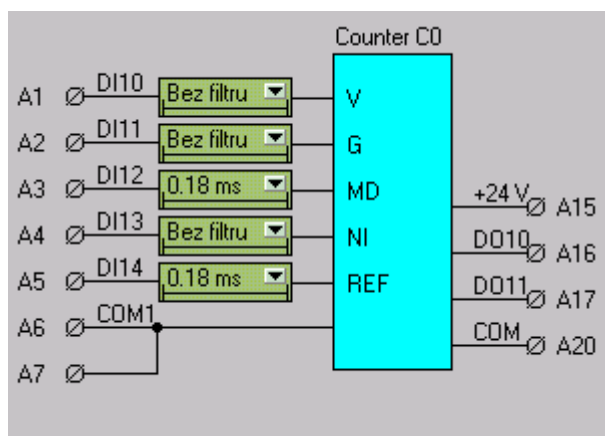 Counter C0
A1 DI10 Bez filtru V
A2 DI11 Bez filtru G
A3 DI12 0.18 ms MD
+24 V A15
A4 DI13 Bez filtru NI
DO10 A16
A5 DI14 0.18 ms REF
DO11 A17
A6 COM1
COM A20
A7